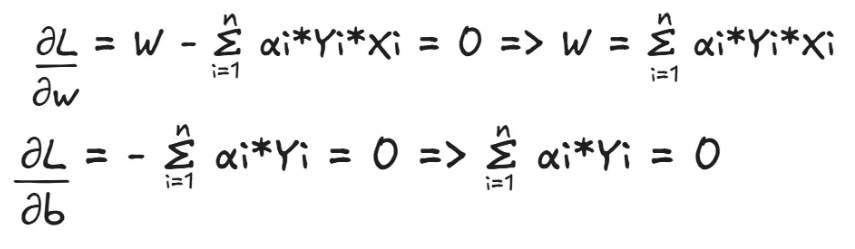 ∂L/∂w = W - Σ_{i=1}^{n} αi*Yi*Xi = 0 => W = Σ_{i=1}^{n} αi*Yi*Xi
∂L/∂b = - Σ_{i=1}^{n} αi*Yi = 0 => Σ_{i=1}^{n} αi*Yi = 0